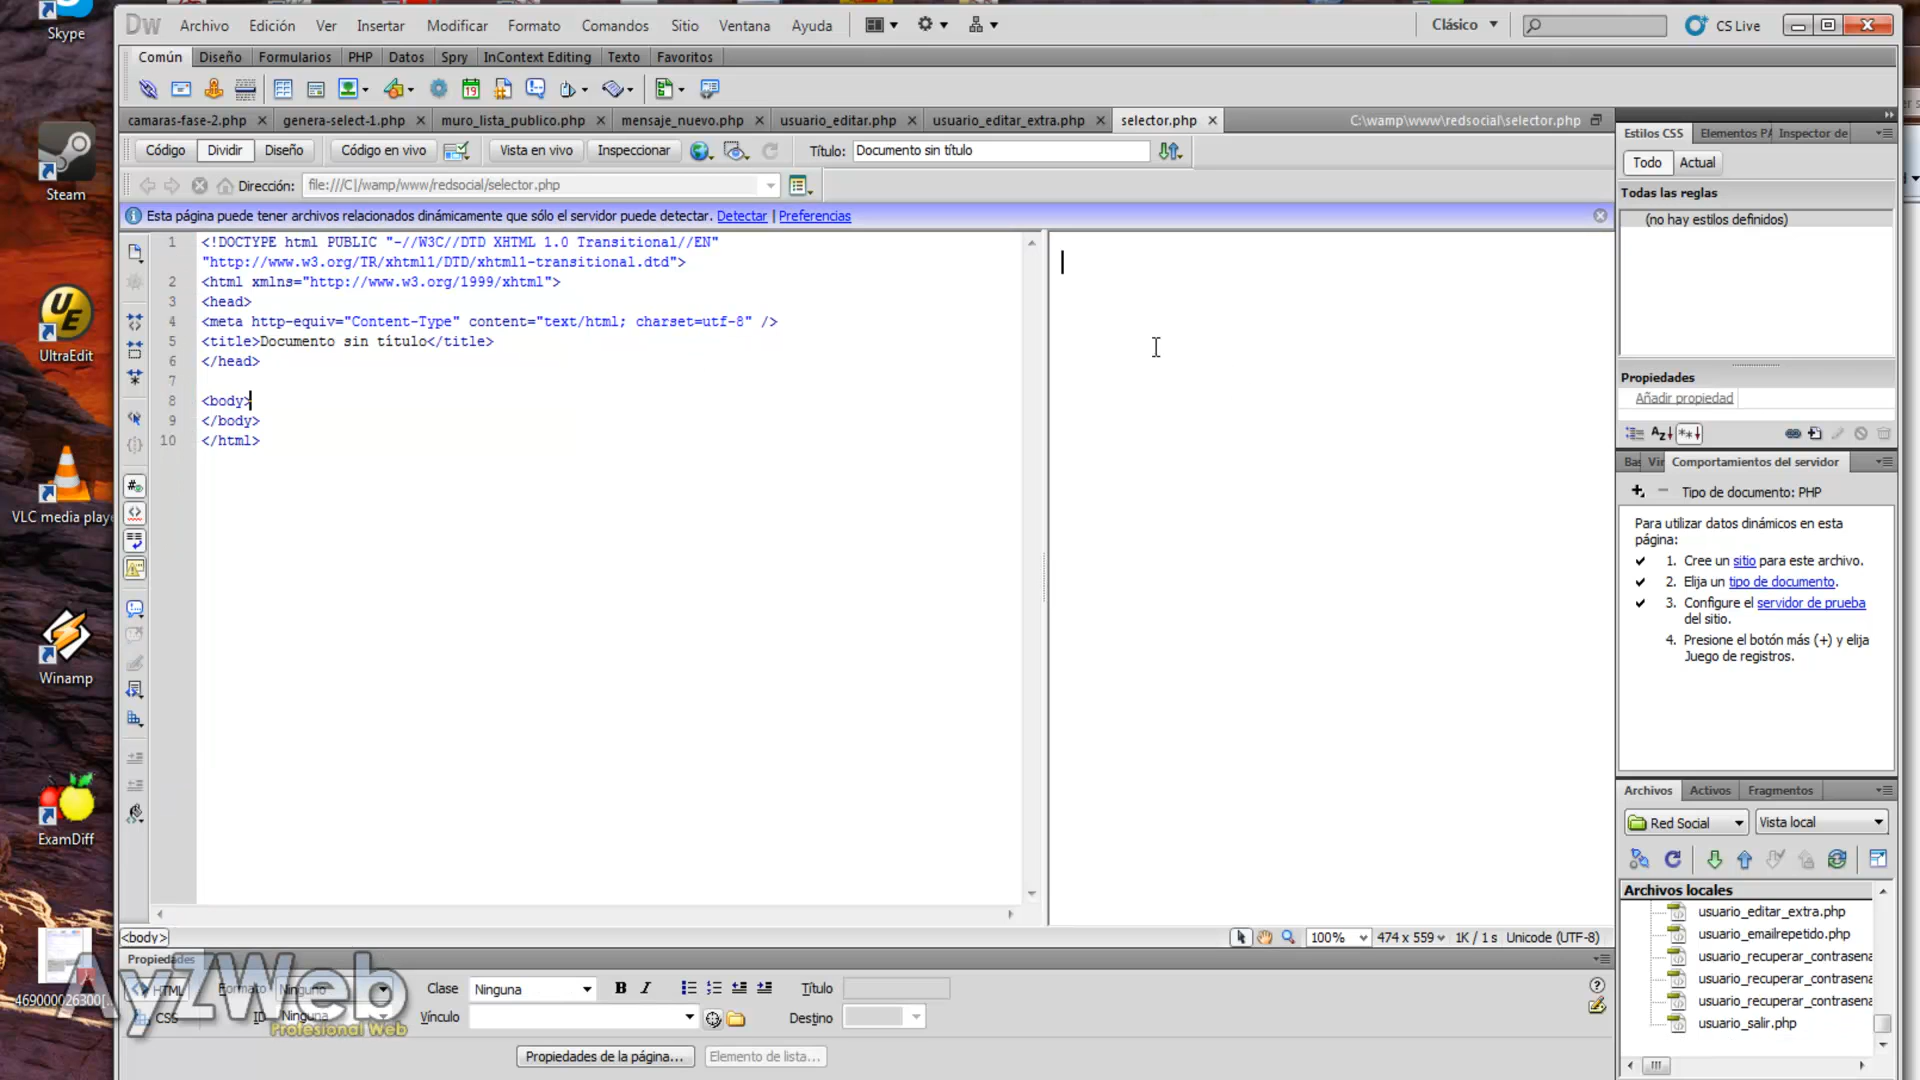 Skype
Dw Archivo Edición Ver Insertar Modificar Formato Comandos Sitio Ventana Ayuda Clásico CS Live
Común Diseño Formularios PHP Datos Spry InContext Editing Texto Favoritos
19
camaras-fase-2.php genera-select-1.php muro_lista_publico.php mensaje_nuevo.php usuario_editar.php usuario_editar_extra.php selector.php C:\wamp\www\redsocial\selector.php
Código Dividir Diseño Código en vivo Vista en vivo Inspeccionar Título: Documento sin título
Dirección: file:///C|/wamp/www/redsocial/selector.php
Esta página puede tener archivos relacionados dinámicamente que sólo el servidor puede detectar. Detectar | Preferencias
1 <!DOCTYPE html PUBLIC "-//W3C//DTD XHTML 1.0 Transitional//EN"
"http://www.w3.org/TR/xhtml1/DTD/xhtml1-transitional.dtd">
2 <html xmlns="http://www.w3.org/1999/xhtml">
3 <head>
4 <meta http-equiv="Content-Type" content="text/html; charset=utf-8" />
5 <title>Documento sin título</title>
6 </head>
7
8 <body>
9 </body>
10 </html>
Steam
UltraEdit
VLC media play
Winamp
ExamDiff
469000026300[...
Estilos CSS Elementos PA Inspector de
Todo Actual
Todas las reglas
(no hay estilos definidos)
Propiedades
Añadir propiedad
Comportamientos del servidor
Tipo de documento: PHP
Para utilizar datos dinámicos en esta
página:
1. Cree un sitio para este archivo.
2. Elija un tipo de documento.
3. Configure el servidor de prueba
del sitio.
4. Presione el botón más (+) y elija
Juego de registros.
Archivos Activos Fragmentos
Red Social Vista local
Archivos locales
usuario_editar_extra.php
usuario_emailrepetido.php
usuario_recuperar_contrasena
usuario_recuperar_contrasena
usuario_recuperar_contrasena
usuario_salir.php
<body> 100% 474 x 559 1K / 1 s Unicode (UTF-8)
Propiedades
HTML Formato Ninguno Clase Ninguna B I Título
CSS ID Ninguna Vínculo Destino
Propiedades de la página... Elemento de lista...
AyZWeb
Profesional Web